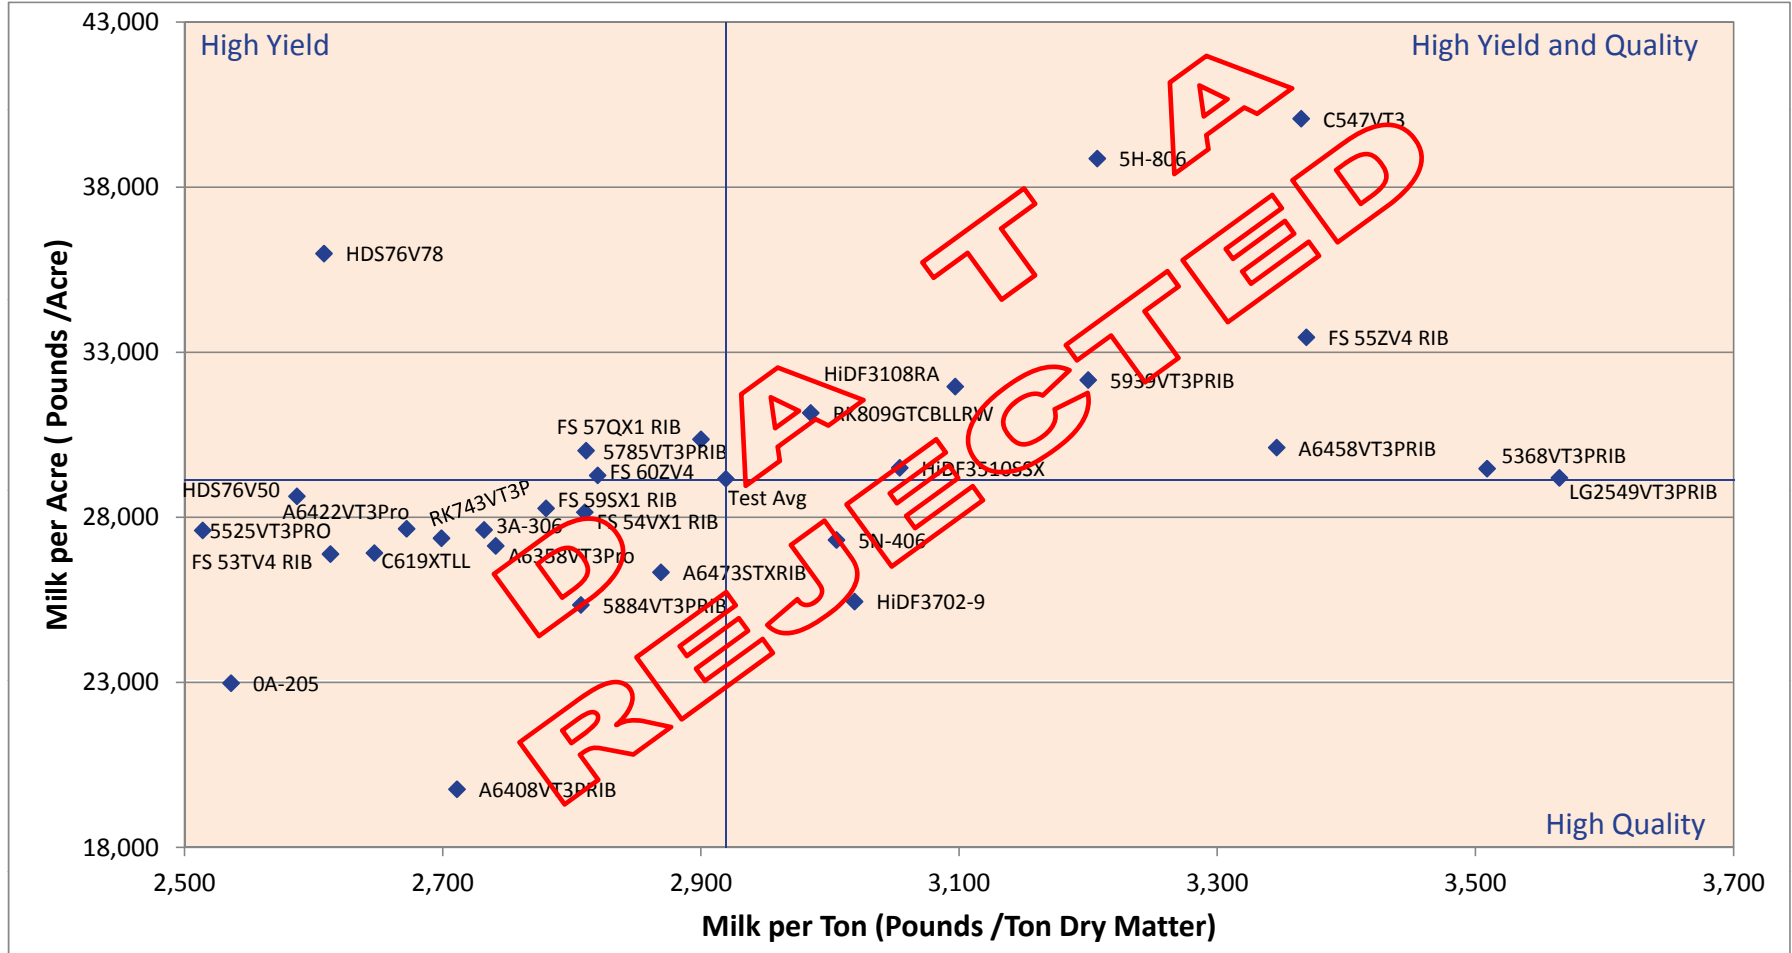 43,000
High Yield
High Yield and Quality
C547VT3
5H-806
38,000
HDS76V78
33,000
FS 55ZV4 RIB
HiDF3108RA
5939VT3PRIB
RK809GTCBLLRW
FS 57QX1 RIB
5785VT3PRIB
A6458VT3PRIB
5368VT3PRIB
FS 60ZV4
HiDF3510SSX
HDS76V50
Test Avg
LG2549VT3PRIB
A6422VT3Pro
RK743VT3P
FS 59SX1 RIB
28,000
5525VT3PRO
3A-306
FS 54VX1 RIB
5N-406
FS 53TV4 RIB
C619XTLL
A6358VT3Pro
A6473STXRIB
5884VT3PRIB
HiDF3702-9
23,000
0A-205
A6408VT3PRIB
High Quality
18,000
DATA
REJECTED
2,500 2,700 2,900 3,100 3,300 3,500 3,700
Milk per Ton (Pounds /Ton Dry Matter)
Milk per Acre ( Pounds /Acre)